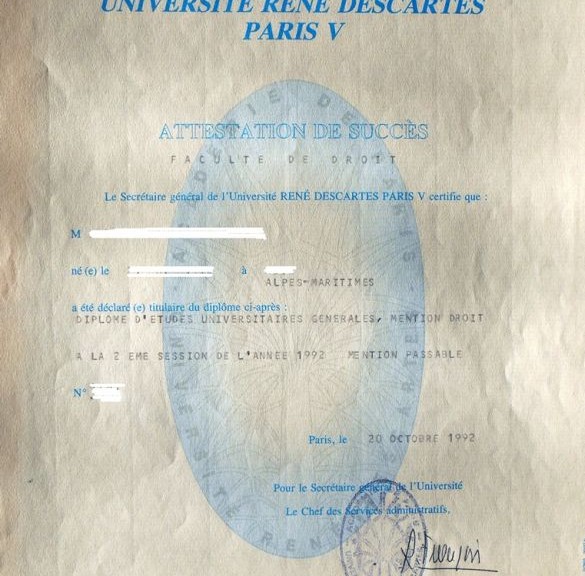 UNIVERSITÉ RENÉ DESCARTES
PARIS V
ATTESTATION DE SUCCÈS
FACULTE DE DROIT
Le Secrétaire général de l'Université RENÉ DESCARTES PARIS V certifie que :
M
né (e) le à
ALPES-MARITIMES
a été déclaré (e) titulaire du diplôme ci-après :
DIPLOME D'ETUDES UNIVERSITAIRES GENERALES, MENTION DROIT
A LA 2 EME SESSION DE L'ANNEE 1992 MENTION PASSABLE
N°
Paris, le 20 OCTOBRE 1992
Pour le Secrétaire général de l'Université
Le Chef des Services administratifs.